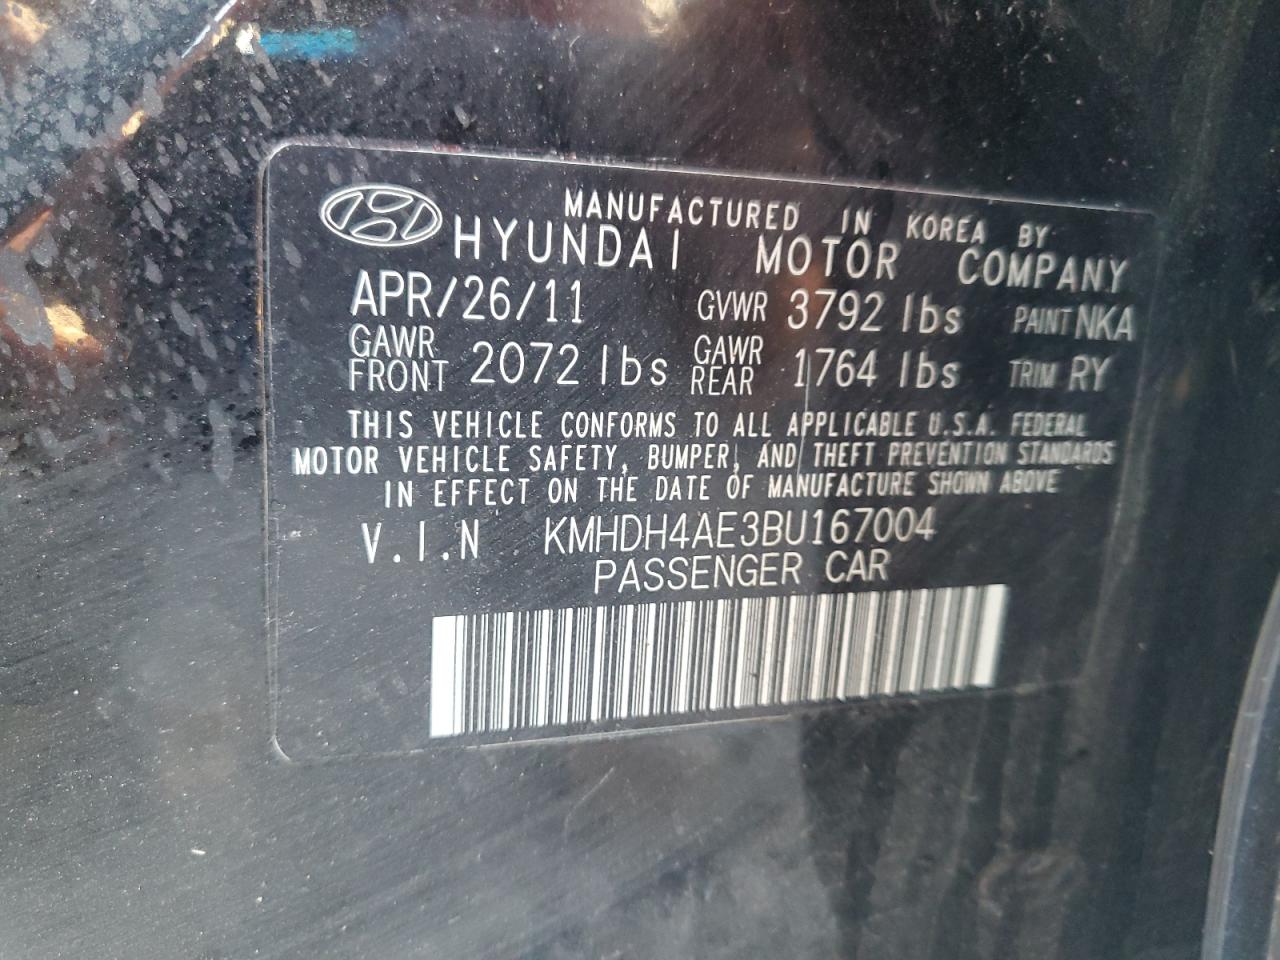 MANUFACTURED IN KOREA BY
HYUNDAI MOTOR COMPANY
APR/26/11 GVWR 3792 lbs PAINT NKA
GAWR FRONT 2072 lbs GAWR REAR 1764 lbs TRIM RY
THIS VEHICLE CONFORMS TO ALL APPLICABLE U.S.A. FEDERAL
MOTOR VEHICLE SAFETY, BUMPER, AND THEFT PREVENTION STANDARDS
IN EFFECT ON THE DATE OF MANUFACTURE SHOWN ABOVE
V.I.N KMHDH4AE3BU167004
PASSENGER CAR